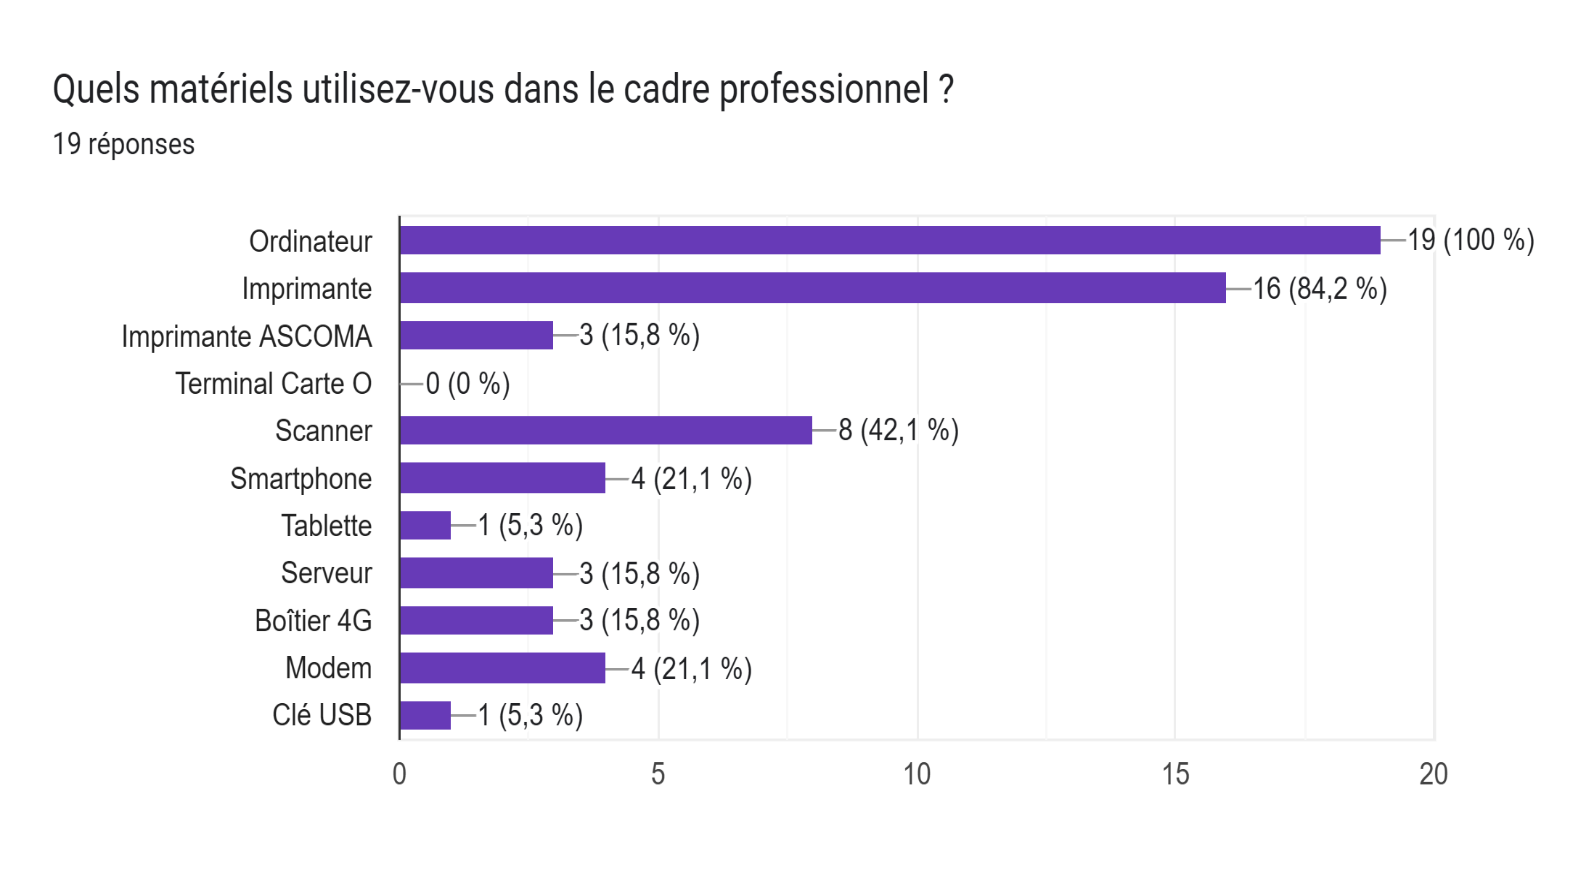 Quels matériels utilisez-vous dans le cadre professionnel ?
19 réponses
Ordinateur 19 (100 %)
Imprimante 16 (84,2 %)
Imprimante ASCOMA 3 (15,8 %)
Terminal Carte O 0 (0 %)
Scanner 8 (42,1 %)
Smartphone 4 (21,1 %)
Tablette 1 (5,3 %)
Serveur 3 (15,8 %)
Boîtier 4G 3 (15,8 %)
Modem 4 (21,1 %)
Clé USB 1 (5,3 %)
0 5 10 15 20